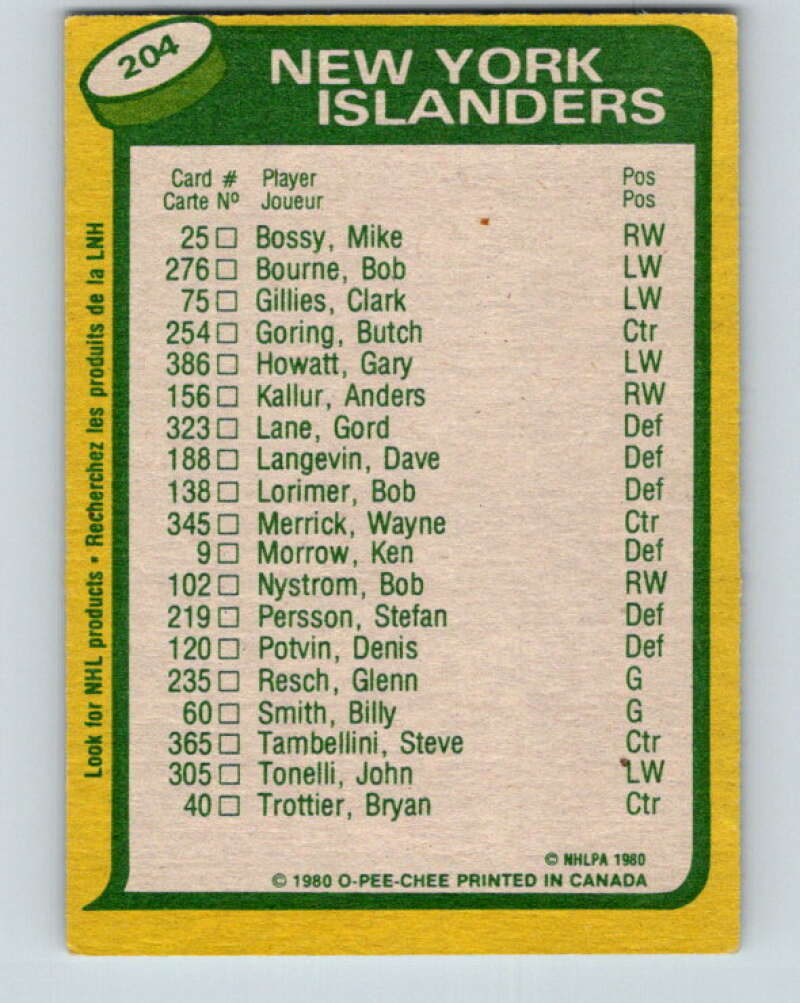 204
NEW YORK
ISLANDERS
Card # Player Pos
Carte Nº Joueur Pos
25 □ Bossy, Mike RW
276 □ Bourne, Bob LW
75 □ Gillies, Clark LW
254 □ Goring, Butch Ctr
386 □ Howatt, Gary LW
156 □ Kallur, Anders RW
323 □ Lane, Gord Def
188 □ Langevin, Dave Def
138 □ Lorimer, Bob Def
345 □ Merrick, Wayne Ctr
9 □ Morrow, Ken Def
102 □ Nystrom, Bob RW
219 □ Persson, Stefan Def
120 □ Potvin, Denis Def
235 □ Resch, Glenn G
60 □ Smith, Billy G
365 □ Tambellini, Steve Ctr
305 □ Tonelli, John LW
40 □ Trottier, Bryan Ctr
© NHLPA 1980
© 1980 O-PEE-CHEE PRINTED IN CANADA
Look for NHL products • Recherchez les produits de la LNH